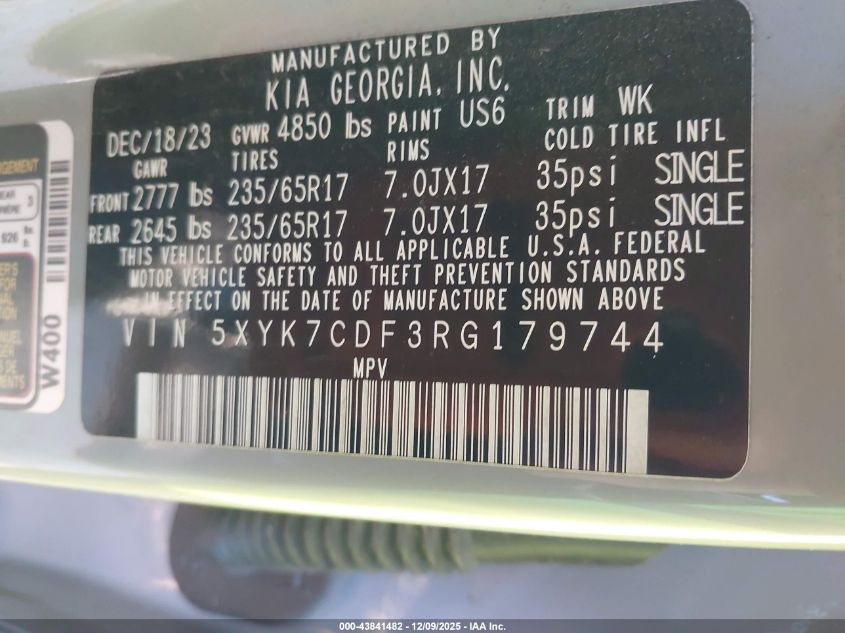 MANUFACTURED BY
KIA GEORGIA, INC.
DEC/18/23 GVWR 4850 lbs PAINT US6 TRIM WK
GAWR TIRES RIMS COLD TIRE INFL
FRONT 2777 lbs 235/65R17 7.0JX17 35psi SINGLE
REAR 2645 lbs 235/65R17 7.0JX17 35psi SINGLE
THIS VEHICLE CONFORMS TO ALL APPLICABLE U.S.A. FEDERAL
MOTOR VEHICLE SAFETY AND THEFT PREVENTION STANDARDS
IN EFFECT ON THE DATE OF MANUFACTURE SHOWN ABOVE
VIN 5XYK7CDF3RG179744
MPV
W400
3
926
000-43841482 - 12/09/2025 - IAA Inc.